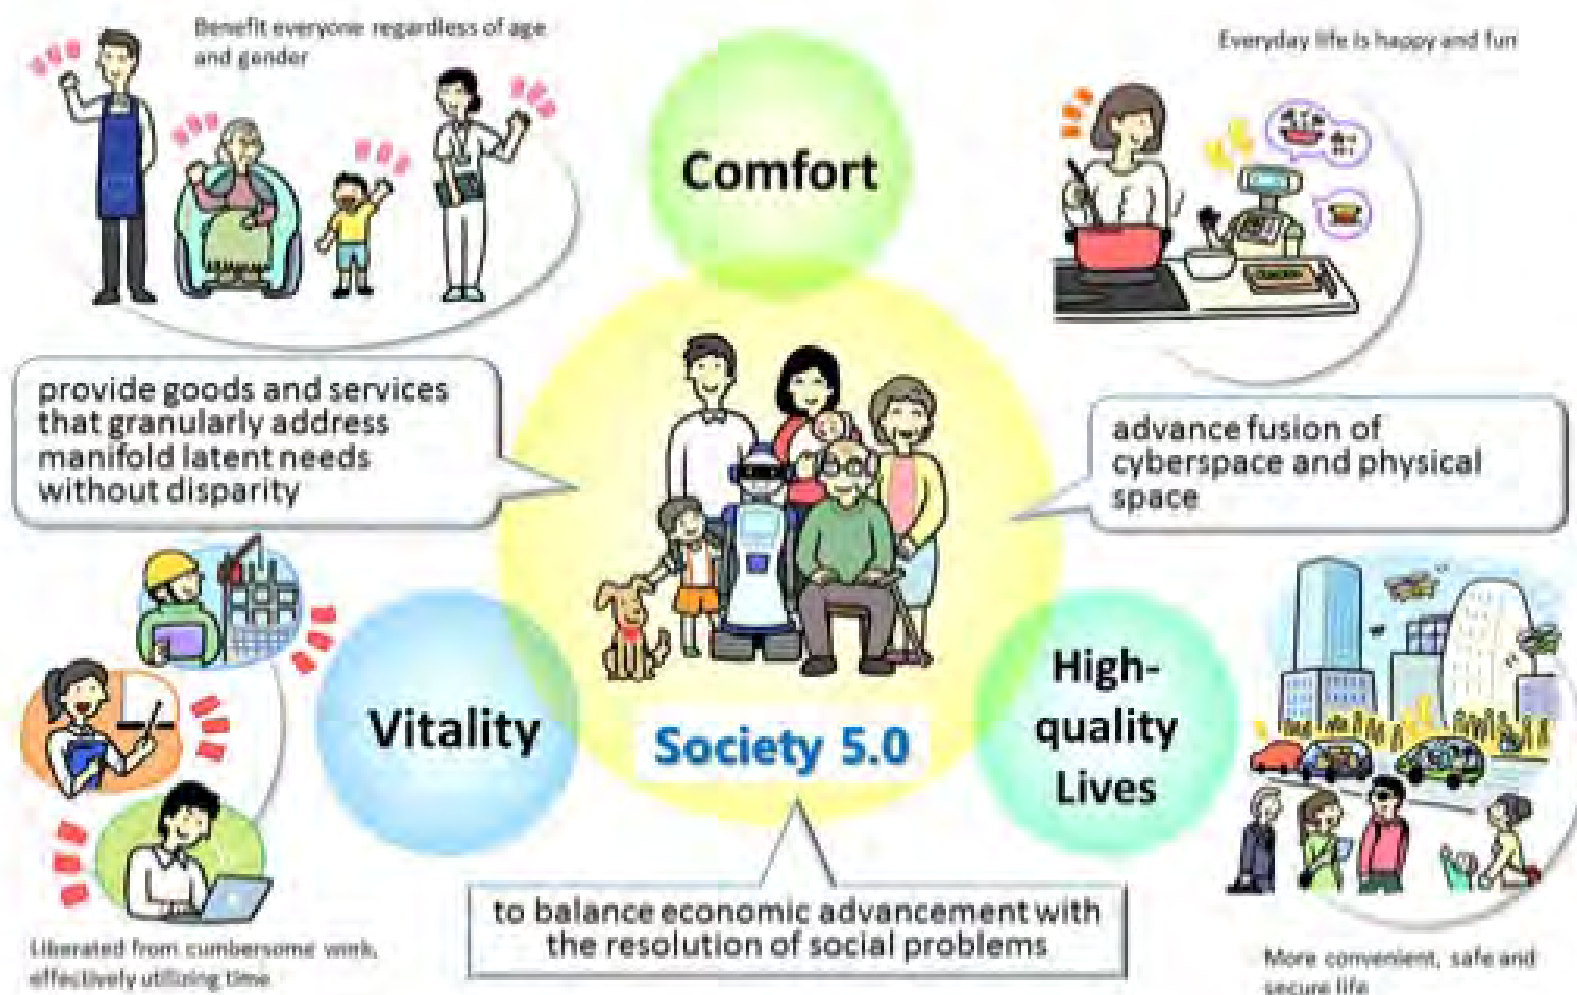 Benefit everyone regardless of age
and gender
Everyday life is happy and fun
Comfort
provide goods and services
that granularly address
manifold latent needs
without disparity
advance fusion of
cyberspace and physical
space
Vitality
Society 5.0
High-
quality
Lives
to balance economic advancement with
the resolution of social problems
Liberated from cumbersome work,
effectively utilizing time
More convenient, safe and
secure life